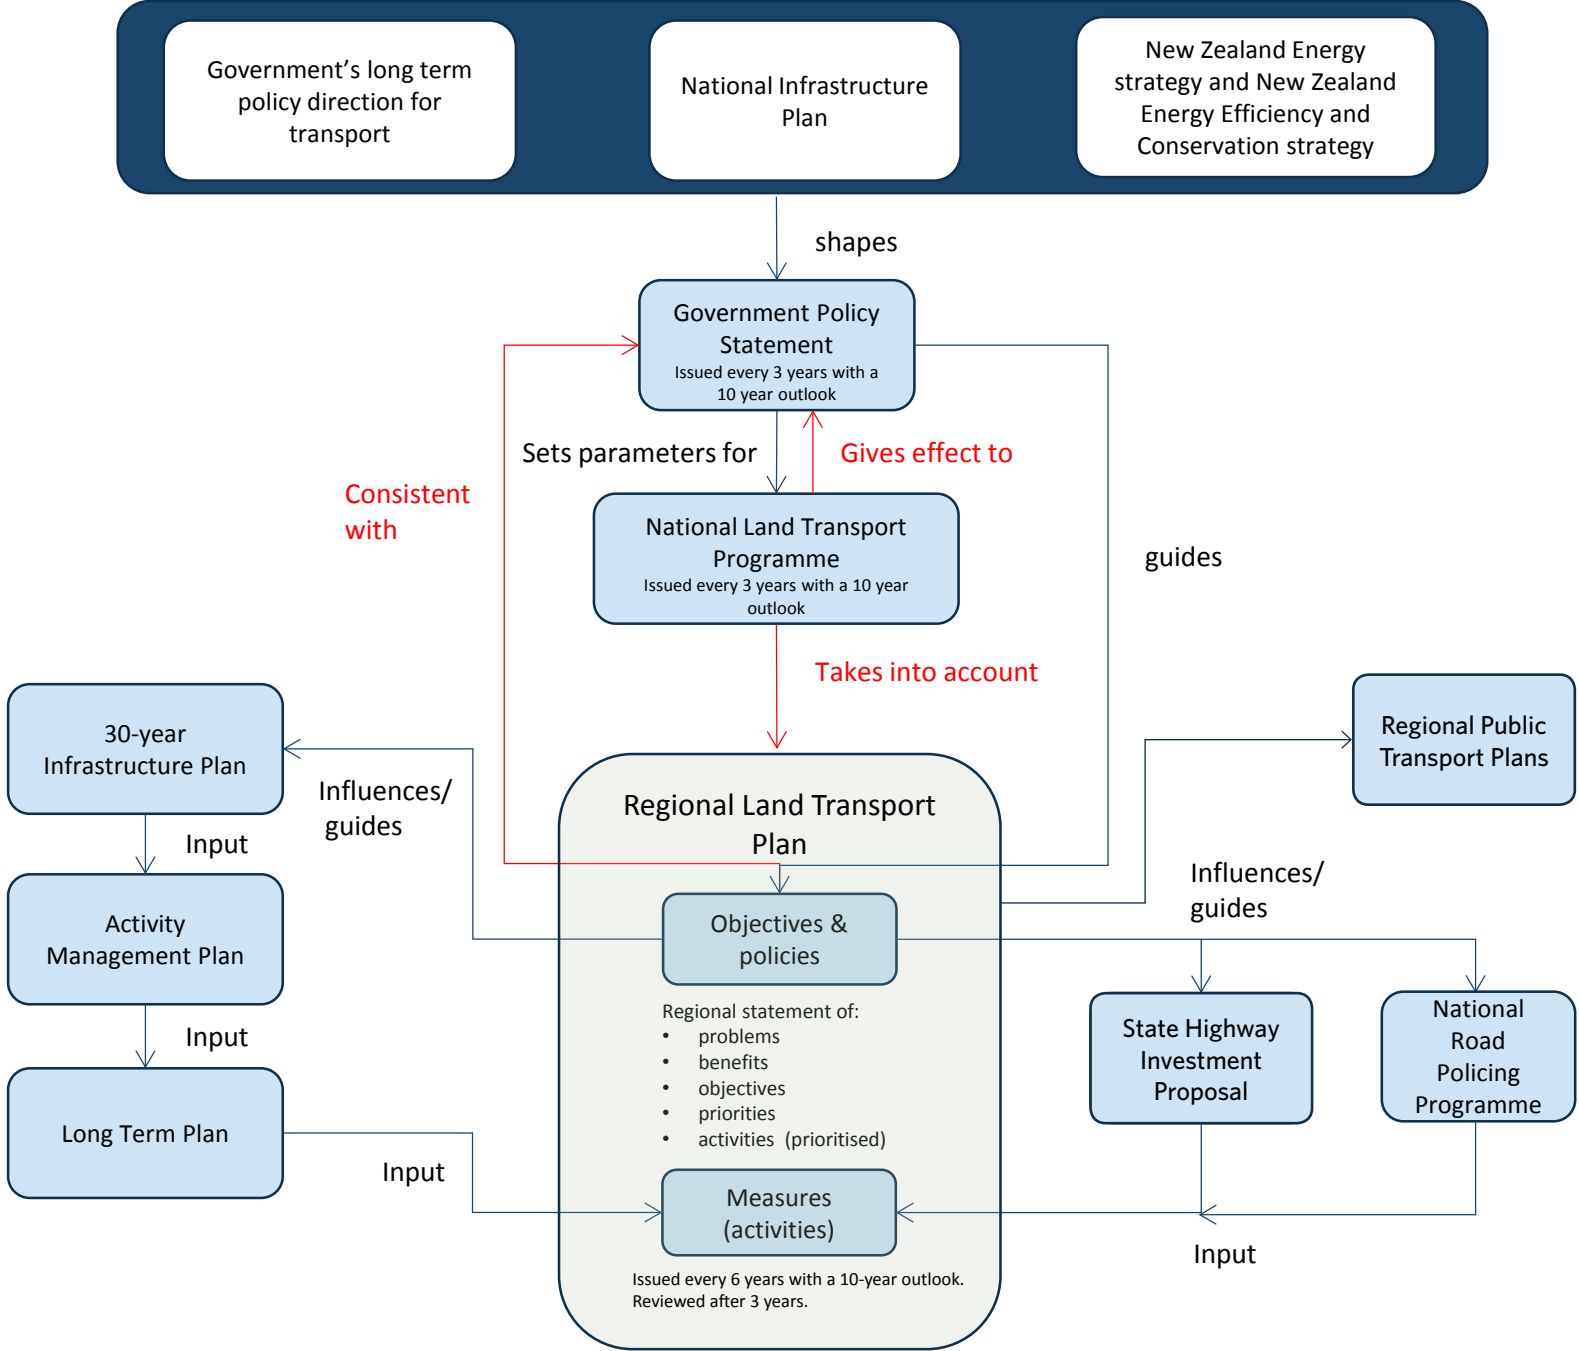 Government’s long term
policy direction for
transport
National Infrastructure
Plan
New Zealand Energy
strategy and New Zealand
Energy Efficiency and
Conservation strategy
shapes
Government Policy
Statement
Issued every 3 years with a
10 year outlook
Sets parameters for
Gives effect to
Consistent
with
National Land Transport
Programme
Issued every 3 years with a 10 year
outlook
guides
Takes into account
30-year
Infrastructure Plan
Influences/
guides
Input
Activity
Management Plan
Input
Long Term Plan
Input
Regional Land Transport
Plan
Objectives &
policies
Regional statement of:
• problems
• benefits
• objectives
• priorities
• activities (prioritised)
Measures
(activities)
Issued every 6 years with a 10-year outlook.
Reviewed after 3 years.
Regional Public
Transport Plans
Influences/
guides
State Highway
Investment
Proposal
National
Road
Policing
Programme
Input